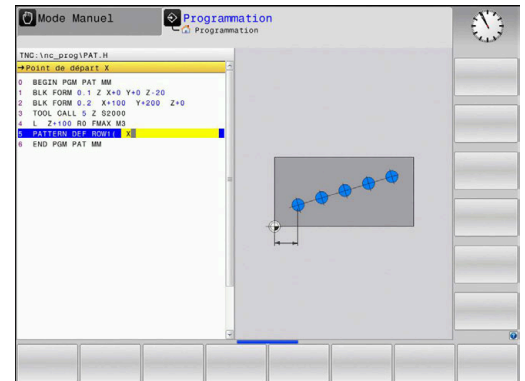 Mode Manuel
Programmation
Programmation
TNC:\nc_prog\PAT.H
→Point de départ X
0 BEGIN PGM PAT MM
1 BLK FORM 0.1 Z X+0 Y+0 Z-20
2 BLK FORM 0.2 X+100 Y+200 Z+0
3 TOOL CALL 5 Z S2000
4 L Z+100 R0 FMAX M3
5 PATTERN DEF ROW1( X
6 END PGM PAT MM